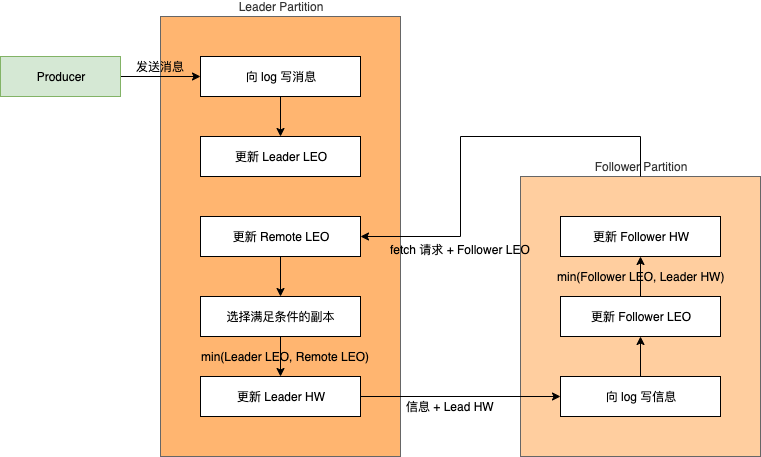 Leader Partition
Producer
发送消息
向 log 写消息
更新 Leader LEO
Follower Partition
更新 Remote LEO
fetch 请求 + Follower LEO
更新 Follower HW
min(Follower LEO, Leader HW)
选择满足条件的副本
更新 Follower LEO
min(Leader LEO, Remote LEO)
更新 Leader HW
信息 + Lead HW
向 log 写信息